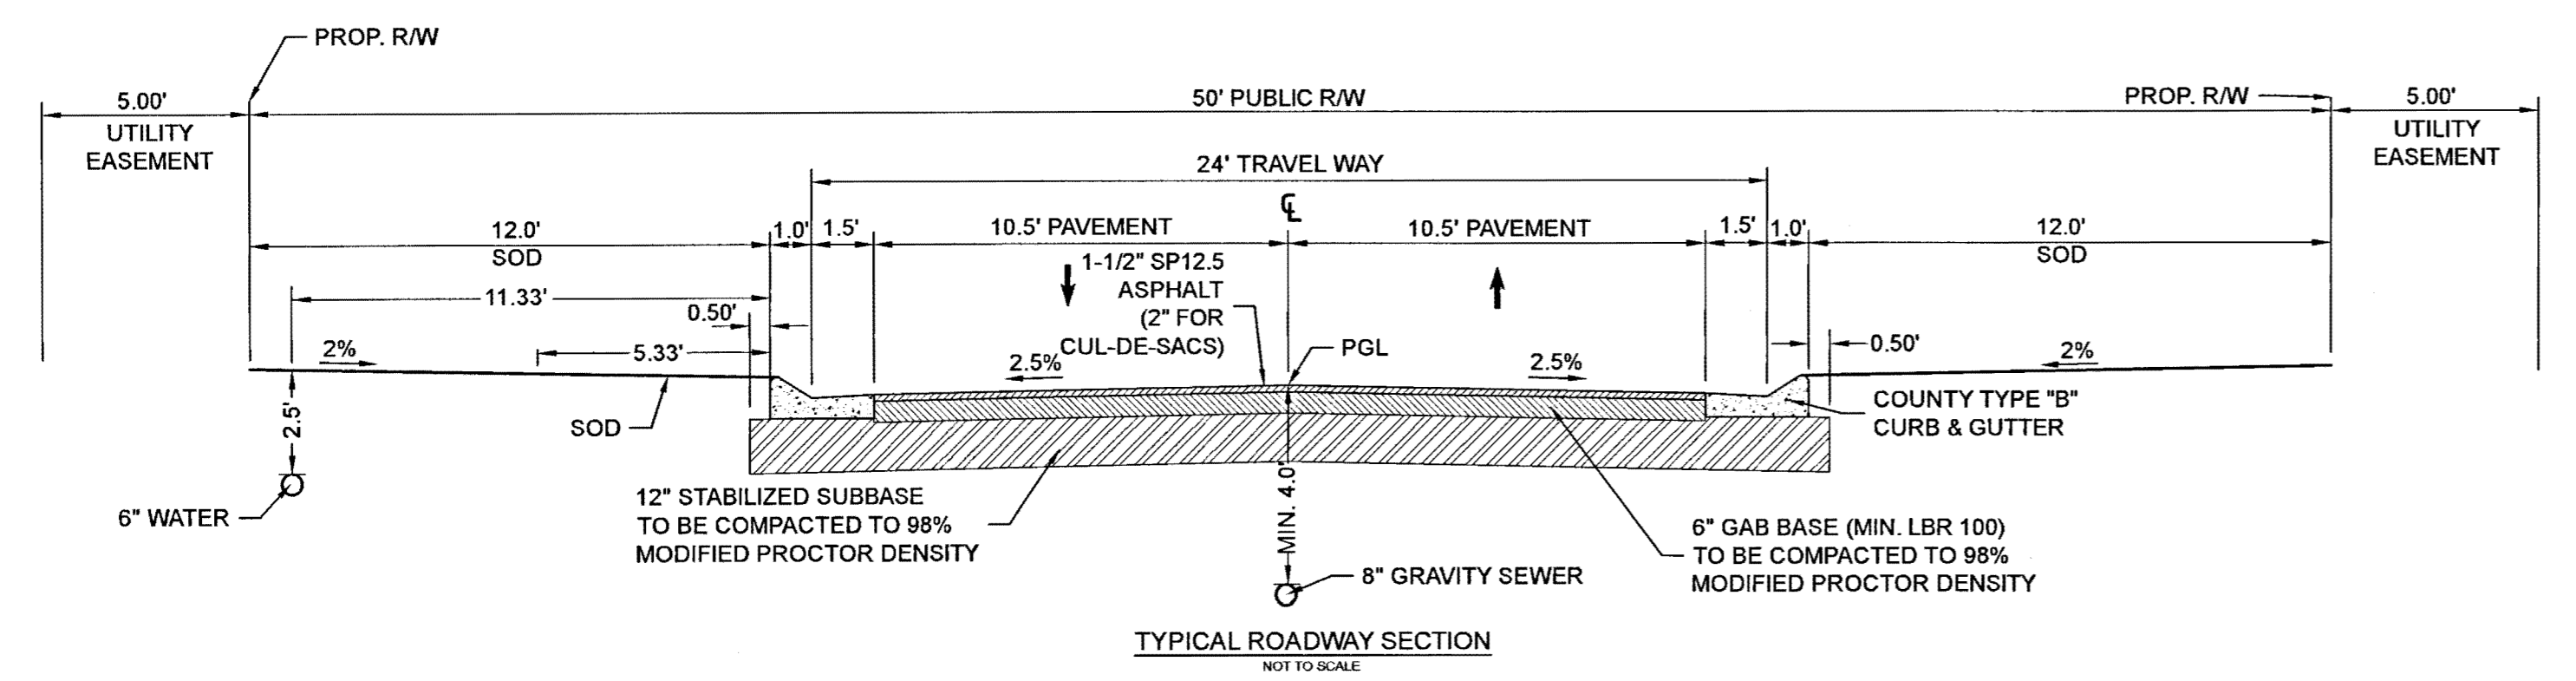 PROP. R/W
5.00'
50' PUBLIC R/W
PROP. R/W
5.00'
UTILITY
EASEMENT
UTILITY
EASEMENT
24' TRAVEL WAY
℄
12.0'
SOD
1.0'
1.5'
10.5' PAVEMENT
10.5' PAVEMENT
1.5'
1.0'
12.0'
SOD
1-1/2" SP12.5
ASPHALT
(2" FOR
CUL-DE-SACS)
11.33'
0.50'
2%
5.33'
2.5%
PGL
2.5%
0.50'
2%
2.5'
SOD
COUNTY TYPE "B"
CURB & GUTTER
6" WATER
12" STABILIZED SUBBASE
TO BE COMPACTED TO 98%
MODIFIED PROCTOR DENSITY
MIN. 4.0'
6" GAB BASE (MIN. LBR 100)
TO BE COMPACTED TO 98%
MODIFIED PROCTOR DENSITY
8" GRAVITY SEWER
TYPICAL ROADWAY SECTION
NOT TO SCALE